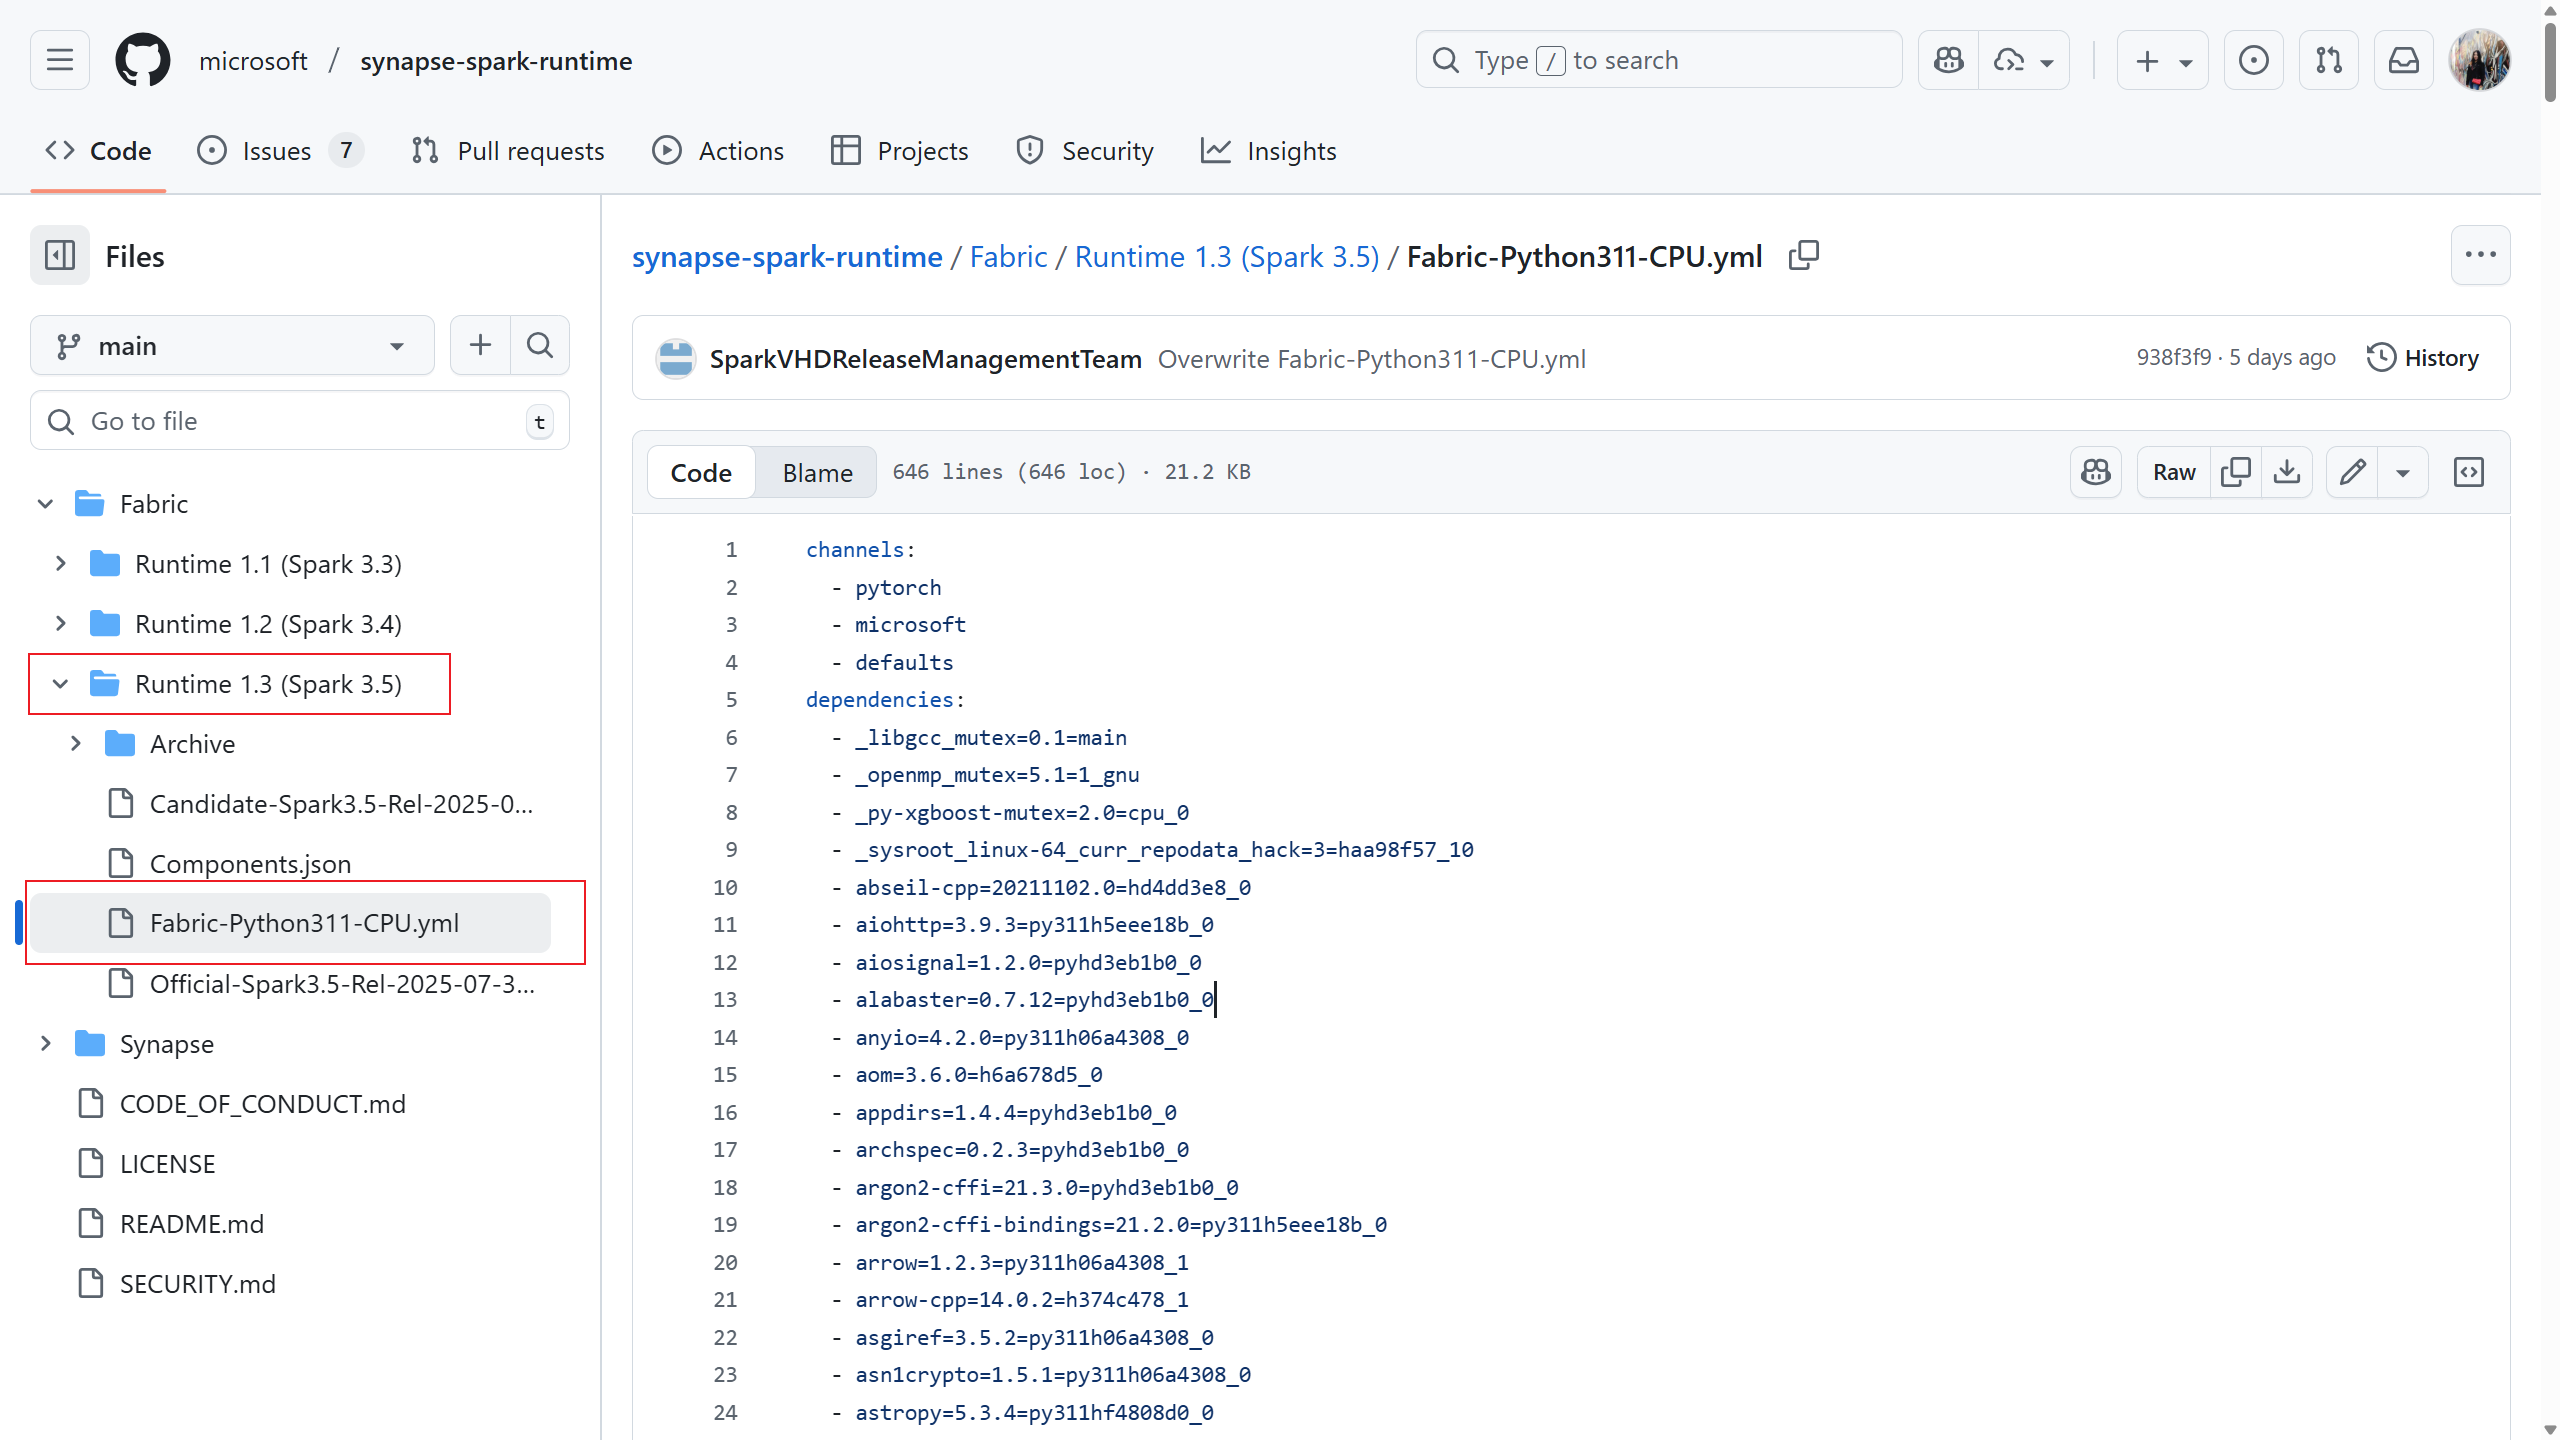 microsoft / synapse-spark-runtime
Type / to search
Code
Issues 7
Pull requests
Actions
Projects
Security
Insights
Files
main
Go to file
t
Fabric
Runtime 1.1 (Spark 3.3)
Runtime 1.2 (Spark 3.4)
Runtime 1.3 (Spark 3.5)
Archive
Candidate-Spark3.5-Rel-2025-0...
Components.json
Fabric-Python311-CPU.yml
Official-Spark3.5-Rel-2025-07-3...
Synapse
CODE_OF_CONDUCT.md
LICENSE
README.md
SECURITY.md
synapse-spark-runtime / Fabric / Runtime 1.3 (Spark 3.5) / Fabric-Python311-CPU.yml
SparkVHDReleaseManagementTeam Overwrite Fabric-Python311-CPU.yml
938f3f9 · 5 days ago
History
Code
Blame
646 lines (646 loc) · 21.2 KB
Raw
1 channels:
2 - pytorch
3 - microsoft
4 - defaults
5 dependencies:
6 - _libgcc_mutex=0.1=main
7 - _openmp_mutex=5.1=1_gnu
8 - _py-xgboost-mutex=2.0=cpu_0
9 - _sysroot_linux-64_curr_repodata_hack=3=haa98f57_10
10 - abseil-cpp=20211102.0=hd4dd3e8_0
11 - aiohttp=3.9.3=py311h5eee18b_0
12 - aiosignal=1.2.0=pyhd3eb1b0_0
13 - alabaster=0.7.12=pyhd3eb1b0_0
14 - anyio=4.2.0=py311h06a4308_0
15 - aom=3.6.0=h6a678d5_0
16 - appdirs=1.4.4=pyhd3eb1b0_0
17 - archspec=0.2.3=pyhd3eb1b0_0
18 - argon2-cffi=21.3.0=pyhd3eb1b0_0
19 - argon2-cffi-bindings=21.2.0=py311h5eee18b_0
20 - arrow=1.2.3=py311h06a4308_1
21 - arrow-cpp=14.0.2=h374c478_1
22 - asgiref=3.5.2=py311h06a4308_0
23 - asn1crypto=1.5.1=py311h06a4308_0
24 - astropy=5.3.4=py311hf4808d0_0